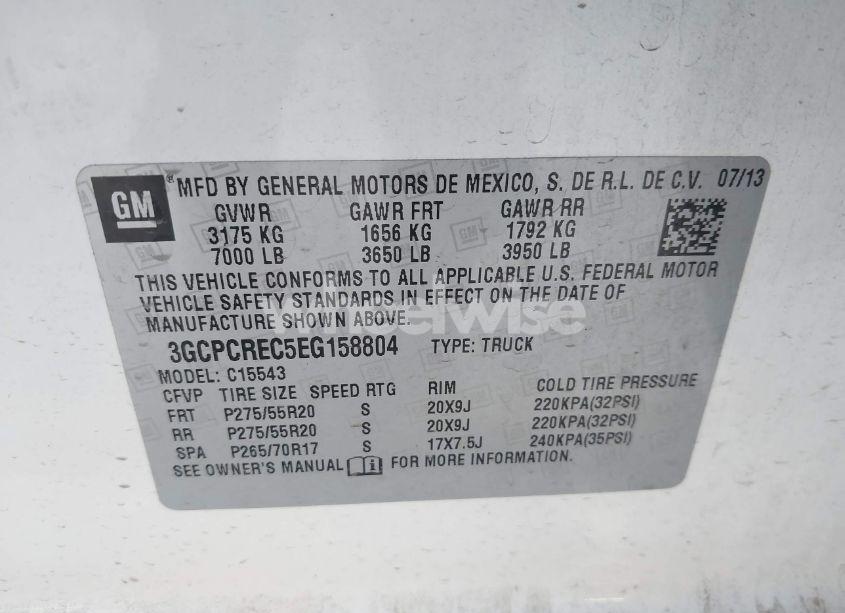 GM
MFD BY GENERAL MOTORS DE MEXICO, S. DE R.L. DE C.V. 07/13
GVWR GAWR FRT GAWR RR
3175 KG 1656 KG 1792 KG
7000 LB 3650 LB 3950 LB
THIS VEHICLE CONFORMS TO ALL APPLICABLE U.S. FEDERAL MOTOR
VEHICLE SAFETY STANDARDS IN EFFECT ON THE DATE OF
MANUFACTURE SHOWN ABOVE.
3GCPCREC5EG158804 TYPE: TRUCK
MODEL: C15543
CFVP TIRE SIZE SPEED RTG RIM COLD TIRE PRESSURE
FRT P275/55R20 S 20X9J 220KPA(32PSI)
RR P275/55R20 S 20X9J 220KPA(32PSI)
SPA P265/70R17 S 17X7.5J 240KPA(35PSI)
SEE OWNER'S MANUAL FOR MORE INFORMATION.